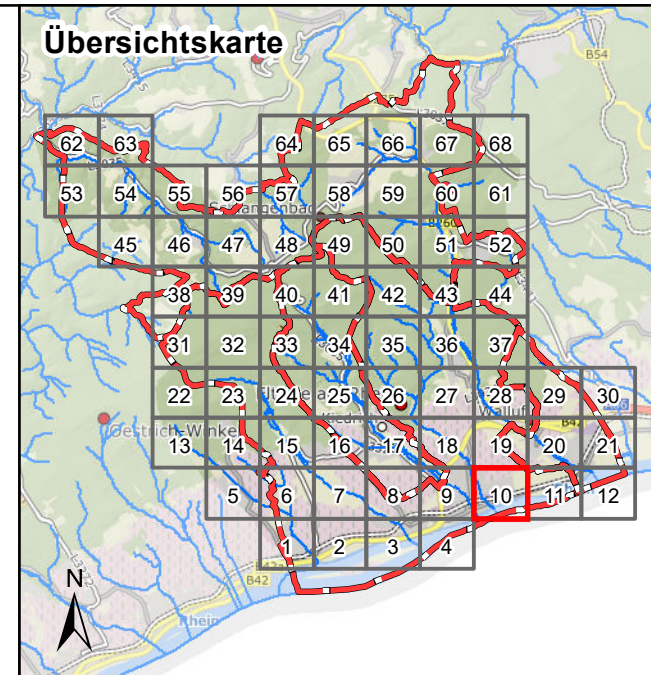 Übersichtskarte
B54
62 63 64 65 66 67 68
53 54 55 56 57 58 59 60 61
45 46 47 48 49 50 51 52
38 39 40 41 42 43 44
31 32 33 34 35 36 37
22 23 24 25 26 27 28 29 30
Walluf
Oestrich-Winkel
13 14 15 16 17 18 19 20 21
5 6 7 8 9 10 11 12
1 2 3 4
N
B42
Rhein